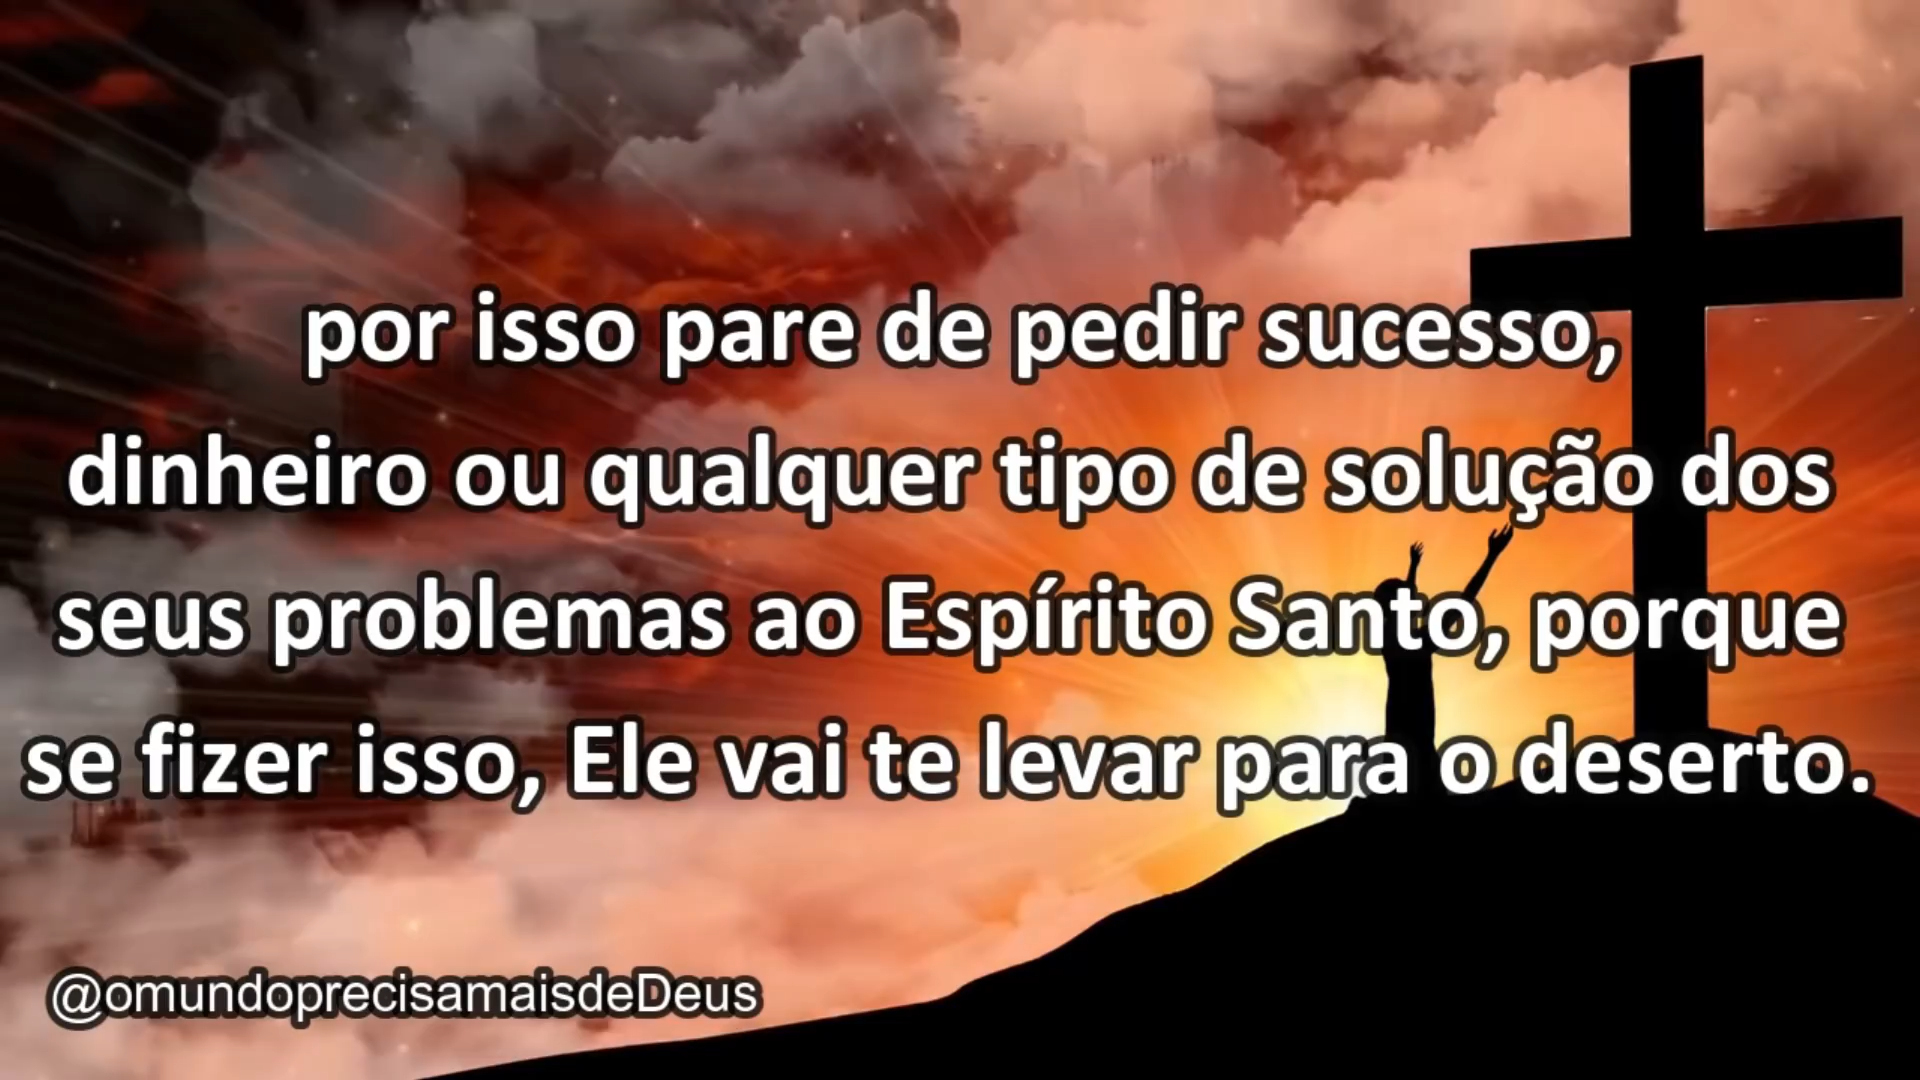 por isso pare de pedir sucesso,
dinheiro ou qualquer tipo de solução dos
seus problemas ao Espírito Santo, porque
se fizer isso, Ele vai te levar para o deserto.
@omundoprecisamaisdeDeus